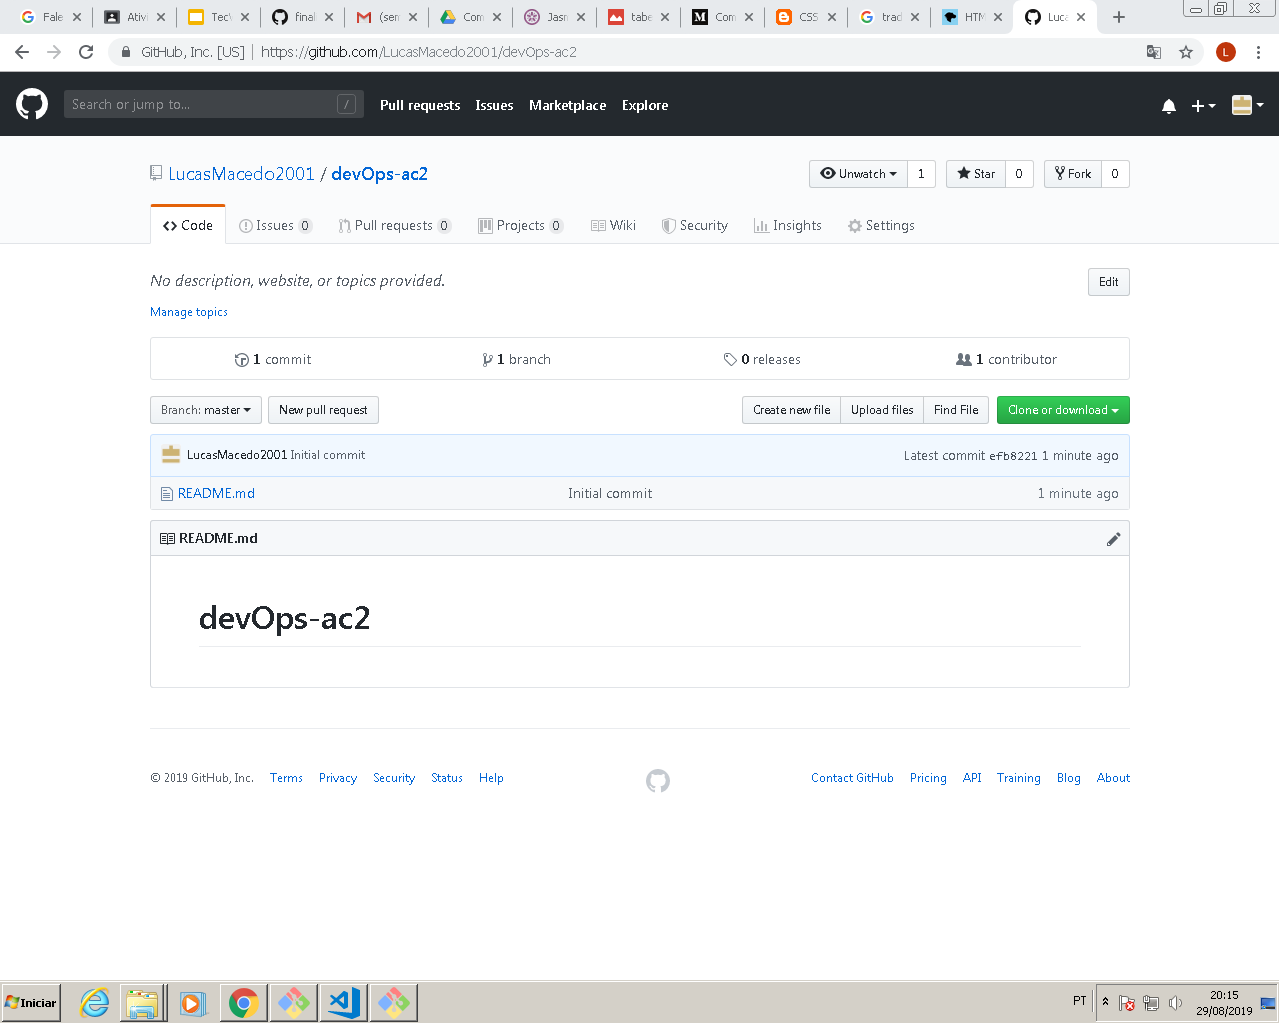 Fale
Ativi
TecV
final
M (sem
Com
Jasm
tabe
M Com
CSS
trad
HTM
Luca
GitHub, Inc. [US] | https://github.com/LucasMacedo2001/devOps-ac2
L
Search or jump to... /
Pull requests Issues Marketplace Explore
LucasMacedo2001 / devOps-ac2
Unwatch 1 Star 0 Fork 0
Code Issues 0 Pull requests 0 Projects 0 Wiki Security Insights Settings
No description, website, or topics provided. Edit
Manage topics
1 commit 1 branch 0 releases 1 contributor
Branch: master New pull request Create new file Upload files Find File Clone or download
LucasMacedo2001 Initial commit Latest commit efb8221 1 minute ago
README.md Initial commit 1 minute ago
README.md
devOps-ac2
© 2019 GitHub, Inc. Terms Privacy Security Status Help Contact GitHub Pricing API Training Blog About
Iniciar
PT
20:15
29/08/2019